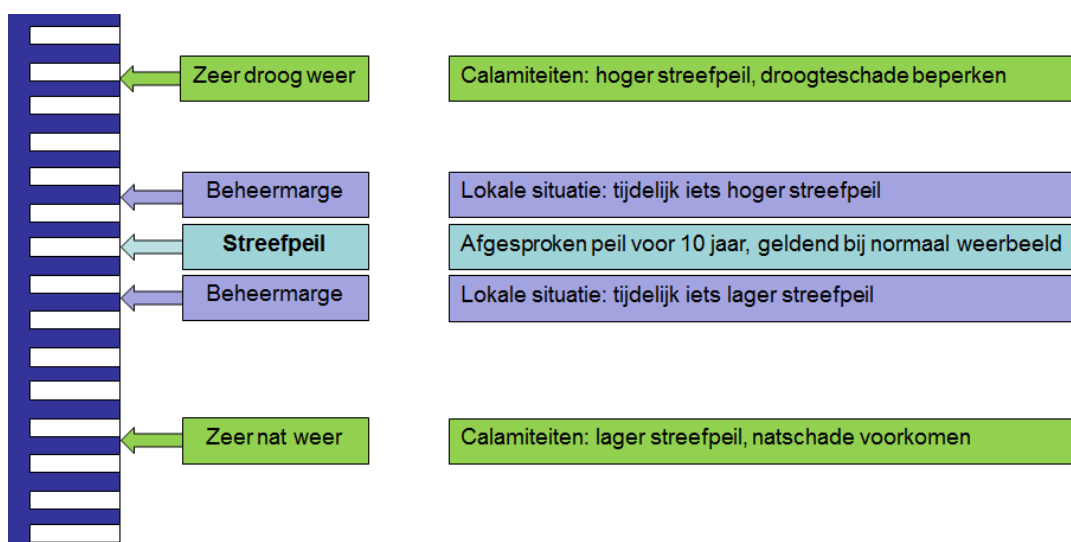 Zeer droog weer Calamiteiten: hoger streefpeil, droogteschade beperken
Beheermarge Lokale situatie: tijdelijk iets hoger streefpeil
Streefpeil Afgesproken peil voor 10 jaar, geldend bij normaal weerbeeld
Beheermarge Lokale situatie: tijdelijk iets lager streefpeil
Zeer nat weer Calamiteiten: lager streefpeil, natschade voorkomen